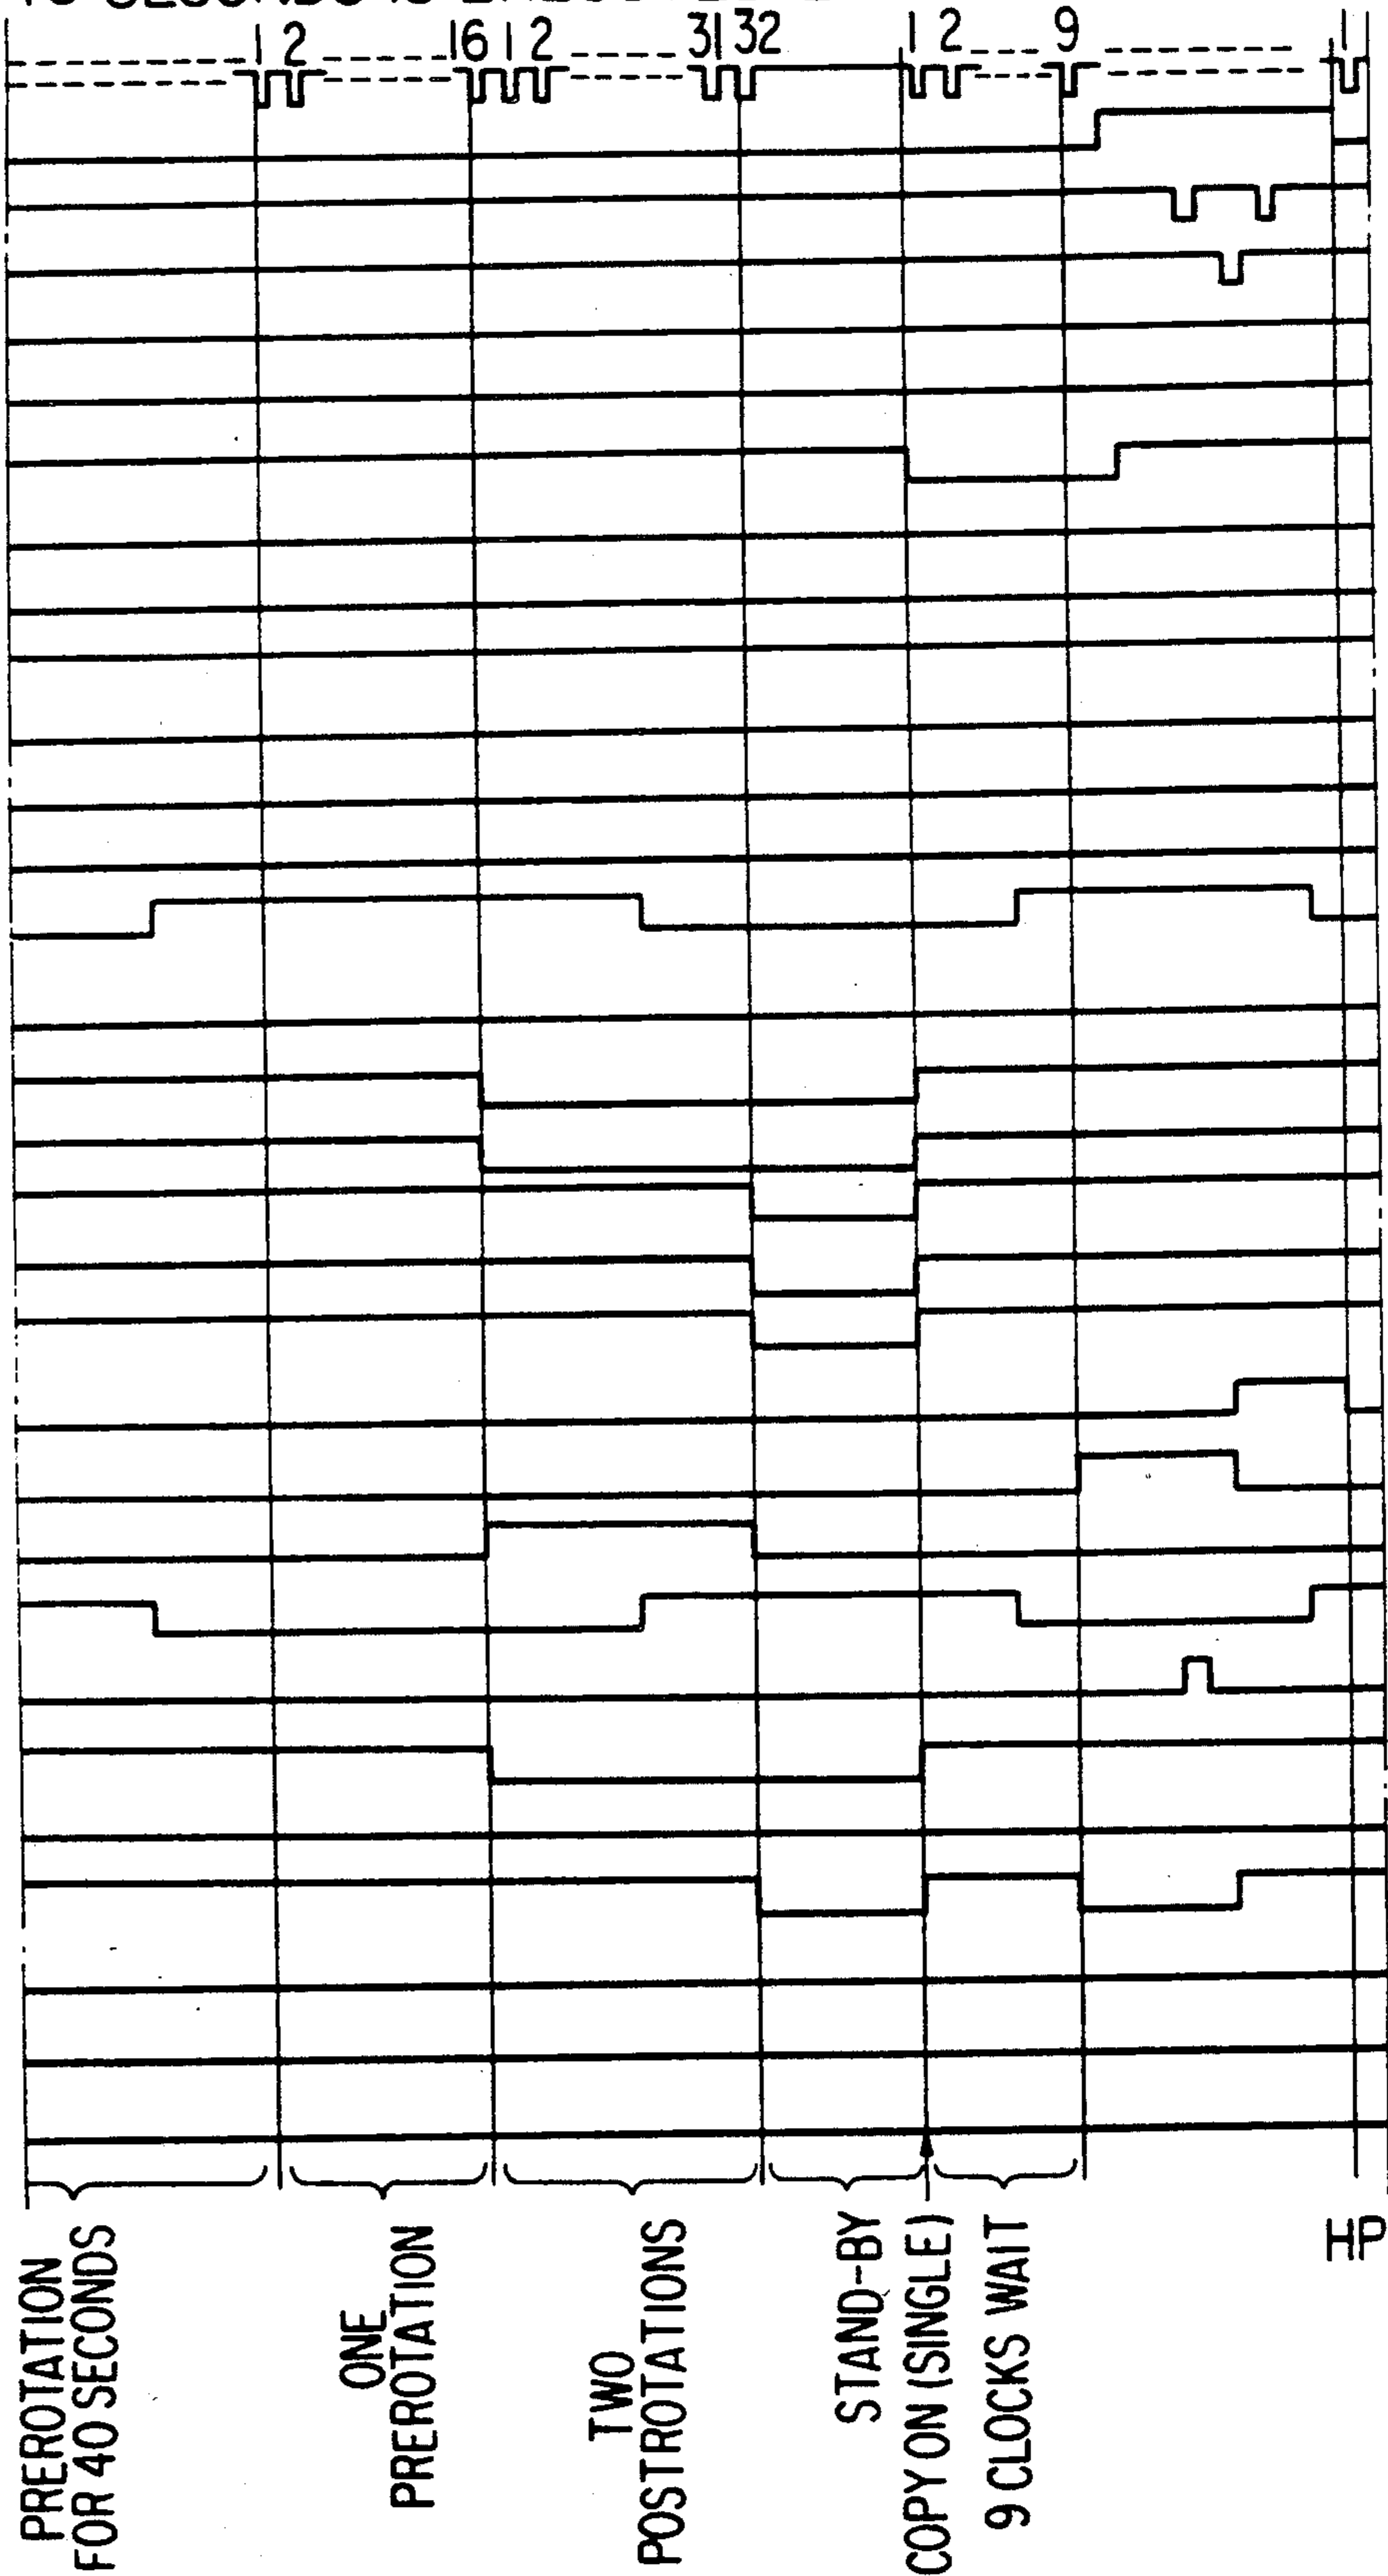 1 2 16 1 2 31 32 1 2 9 1
PREROTATION
FOR 40 SECONDS
ONE
PREROTATION
TWO
POSTROTATIONS
STAND-BY
COPY ON (SINGLE)
9 CLOCKS WAIT
HP